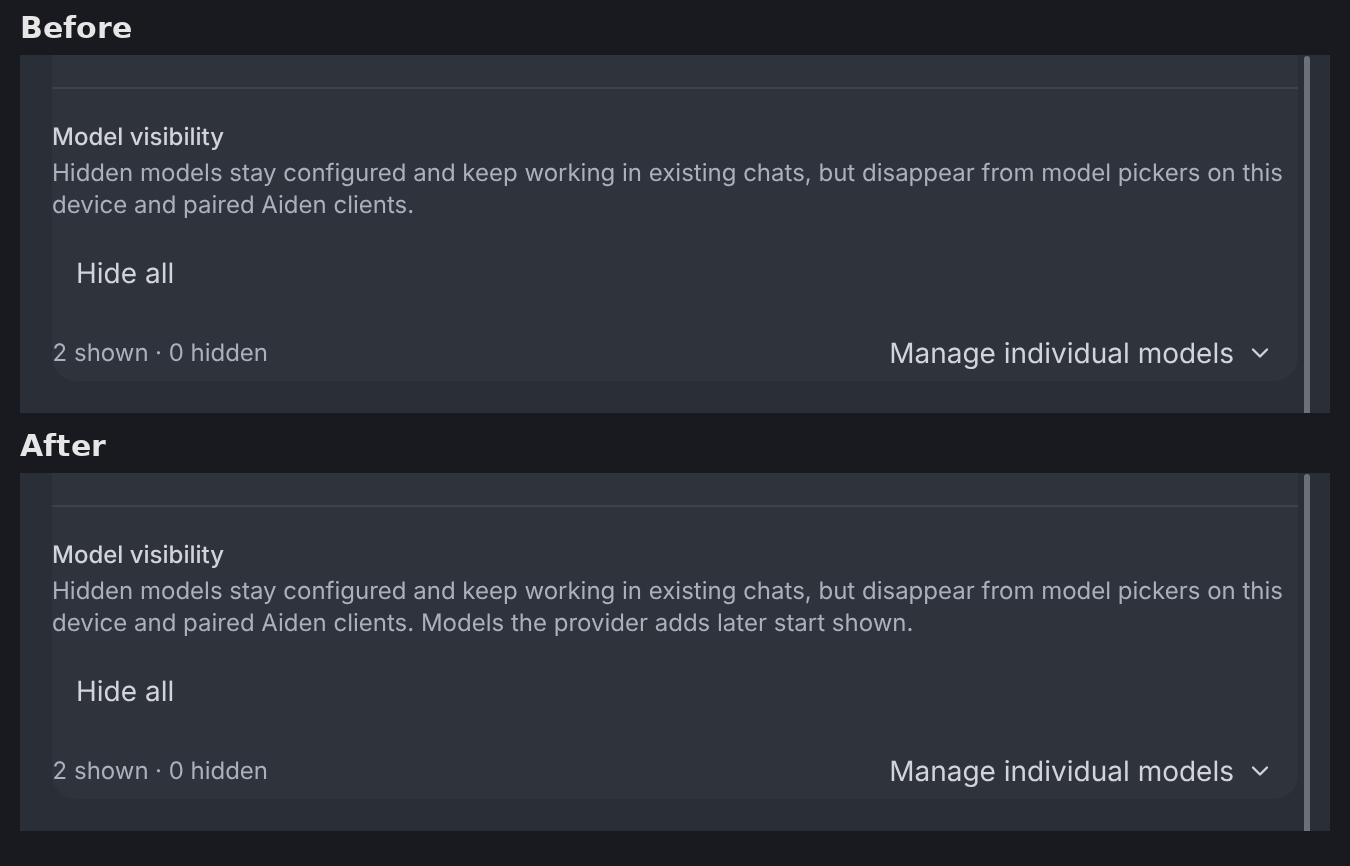 Before
Model visibility
Hidden models stay configured and keep working in existing chats, but disappear from model pickers on this
device and paired Aiden clients.
Hide all
2 shown · 0 hidden
Manage individual models
After
Model visibility
Hidden models stay configured and keep working in existing chats, but disappear from model pickers on this
device and paired Aiden clients. Models the provider adds later start shown.
Hide all
2 shown · 0 hidden
Manage individual models